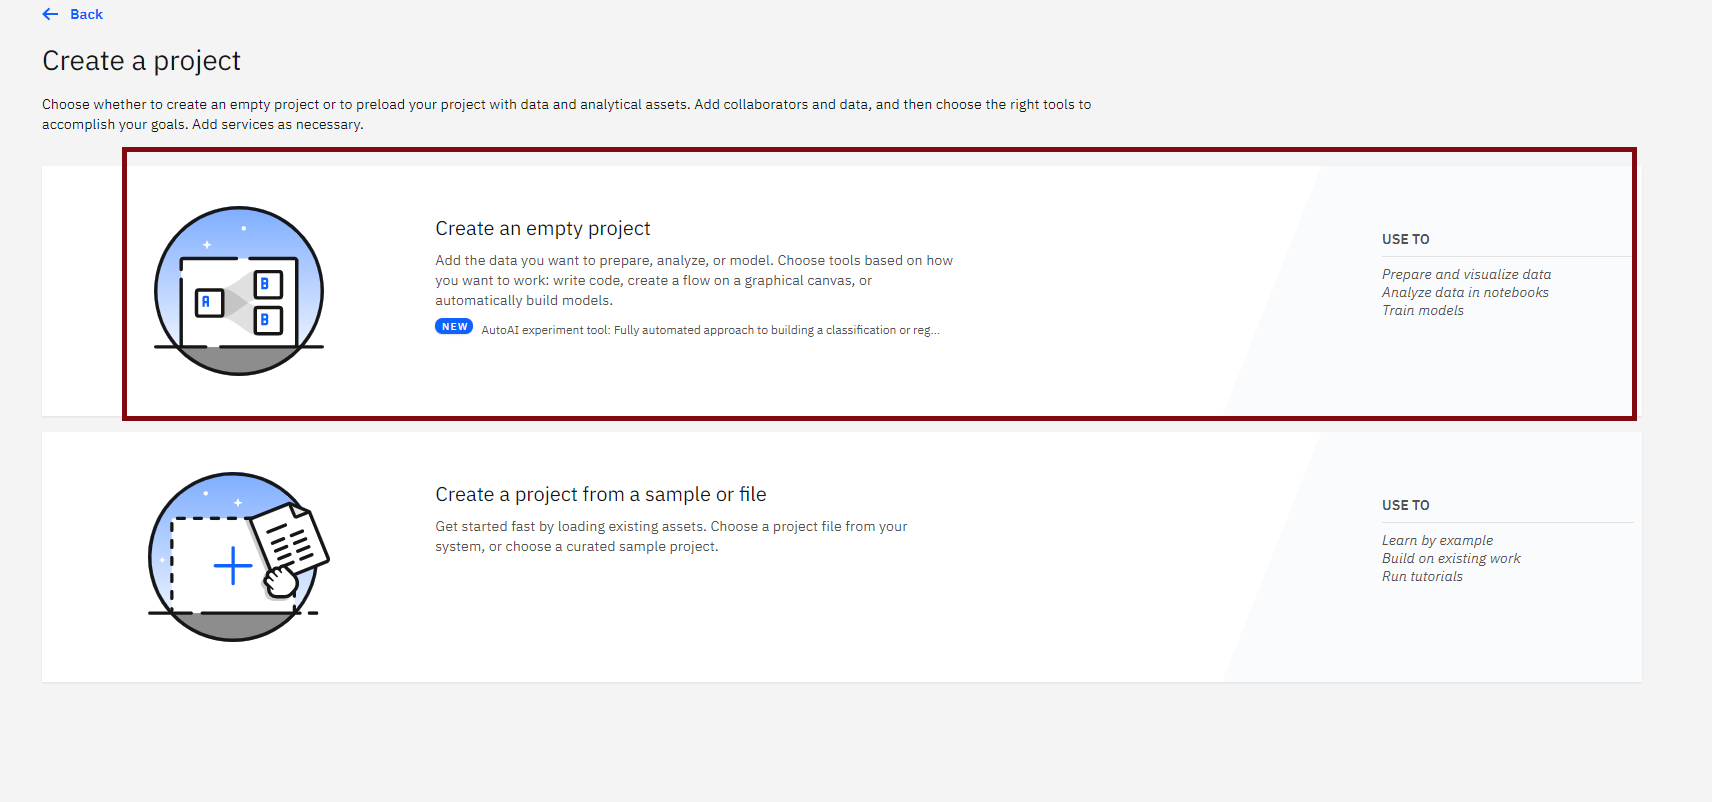 Back
Create a project
Choose whether to create an empty project or to preload your project with data and analytical assets. Add collaborators and data, and then choose the right tools to
accomplish your goals. Add services as necessary.
A
B
B
Create an empty project
Add the data you want to prepare, analyze, or model. Choose tools based on how
you want to work: write code, create a flow on a graphical canvas, or
automatically build models.
NEW AutoAI experiment tool: Fully automated approach to building a classification or reg...
USE TO
Prepare and visualize data
Analyze data in notebooks
Train models
Create a project from a sample or file
Get started fast by loading existing assets. Choose a project file from your
system, or choose a curated sample project.
USE TO
Learn by example
Build on existing work
Run tutorials